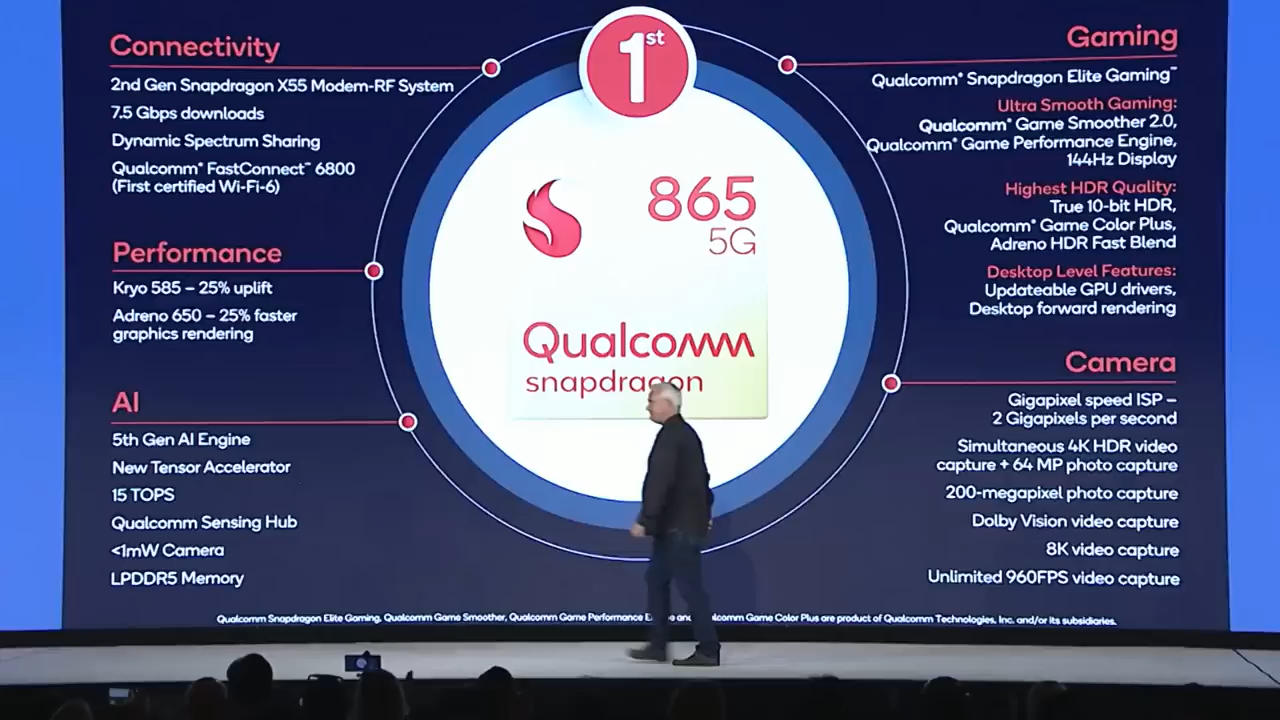 1st
Connectivity
2nd Gen Snapdragon X55 Modem-RF System
7.5 Gbps downloads
Dynamic Spectrum Sharing
Qualcomm® FastConnect™ 6800
(First certified Wi-Fi-6)
Performance
Kryo 585 – 25% uplift
Adreno 650 – 25% faster
graphics rendering
AI
5th Gen AI Engine
New Tensor Accelerator
15 TOPS
Qualcomm Sensing Hub
<1mW Camera
LPDDR5 Memory
865
5G
Qualcomm
snapdragon
Gaming
Qualcomm® Snapdragon Elite Gaming™
Ultra Smooth Gaming:
Qualcomm® Game Smoother 2.0,
Qualcomm® Game Performance Engine,
144Hz Display
Highest HDR Quality:
True 10-bit HDR,
Qualcomm® Game Color Plus,
Adreno HDR Fast Blend
Desktop Level Features:
Updateable GPU drivers,
Desktop forward rendering
Camera
Gigapixel speed ISP –
2 Gigapixels per second
Simultaneous 4K HDR video
capture + 64 MP photo capture
200-megapixel photo capture
Dolby Vision video capture
8K video capture
Unlimited 960FPS video capture
Qualcomm Snapdragon Elite Gaming, Qualcomm Game Smoother, Qualcomm Game Performance and Game Color Plus are product of Qualcomm Technologies, Inc. and/or its subsidiaries.